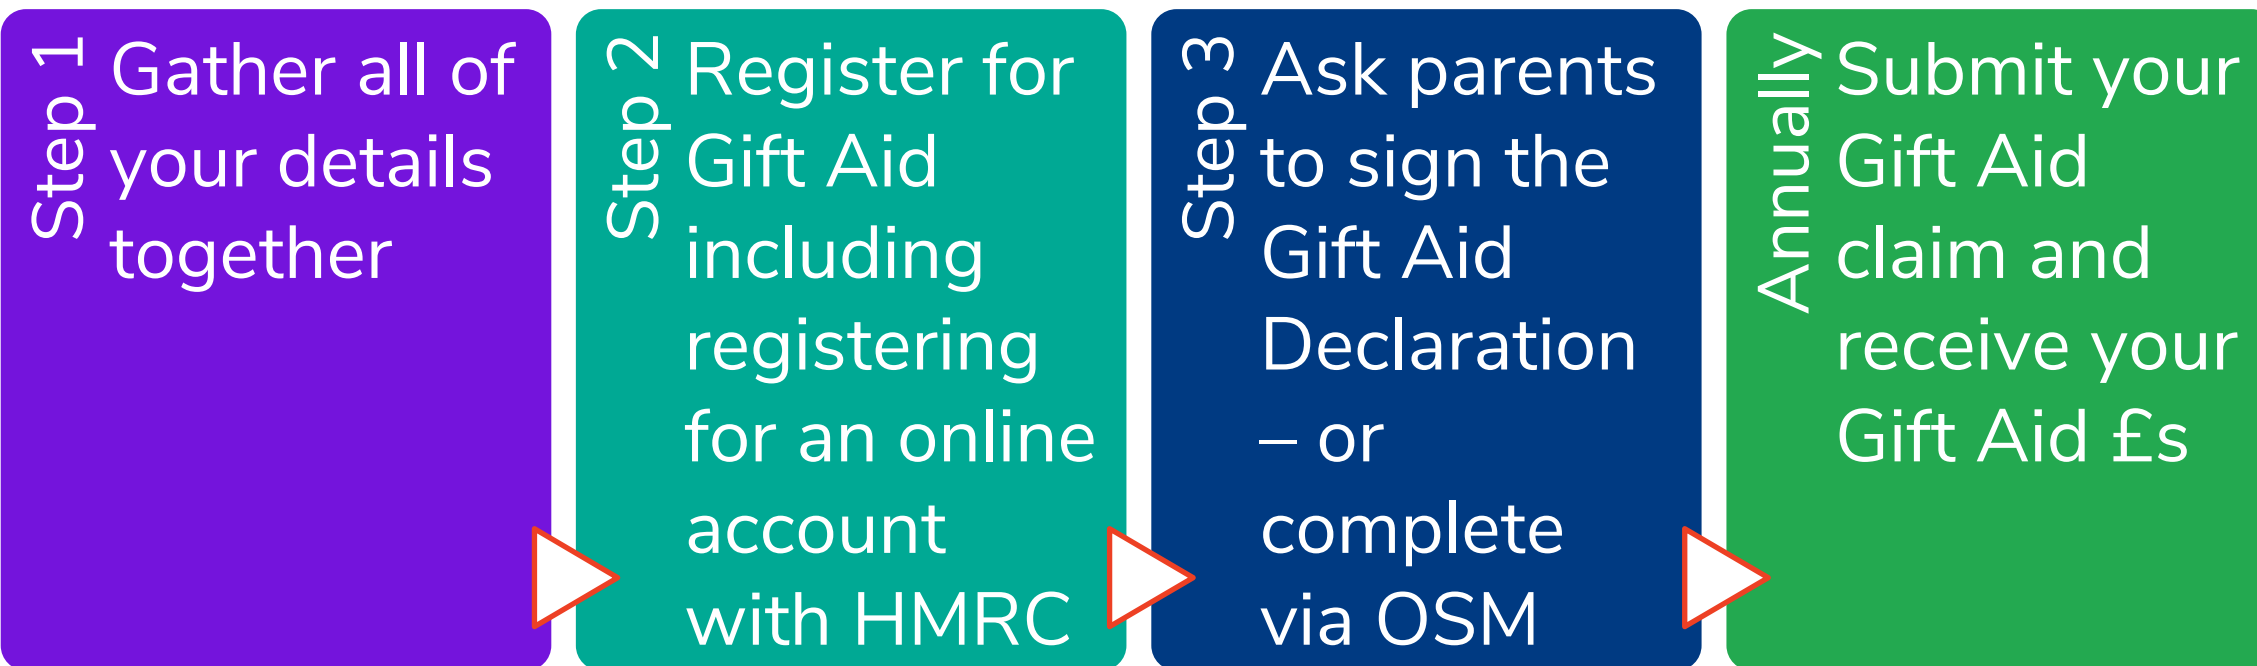 Step 1
Gather all of
your details
together
Step 2
Register for
Gift Aid
including
registering
for an online
account
with HMRC
Step 3
Ask parents
to sign the
Gift Aid
Declaration
– or
complete
via OSM
Annually
Submit your
Gift Aid
claim and
receive your
Gift Aid £s